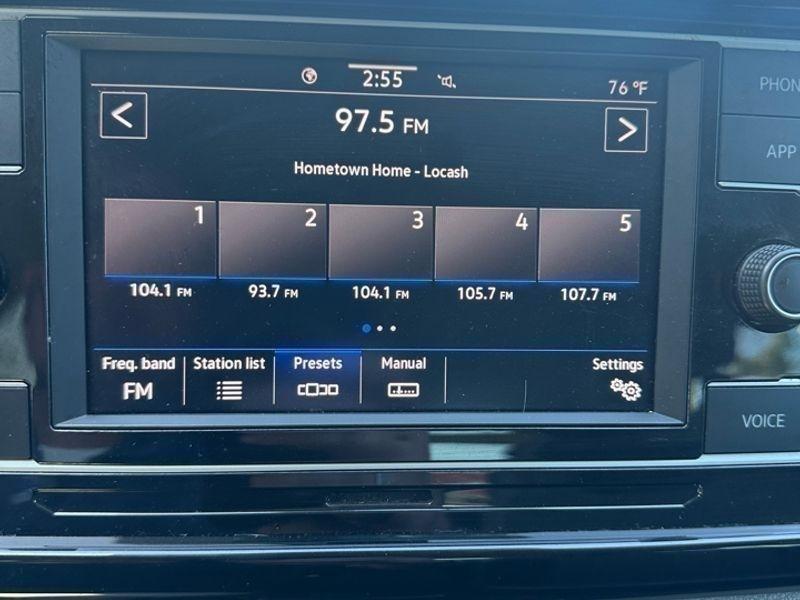 2:55
76 °F
97.5 FM
Hometown Home - Locash
1 2 3 4 5
104.1 FM 93.7 FM 104.1 FM 105.7 FM 107.7 FM
Freq. band Station list Presets Manual Settings
FM
PHON
APP
VOICE